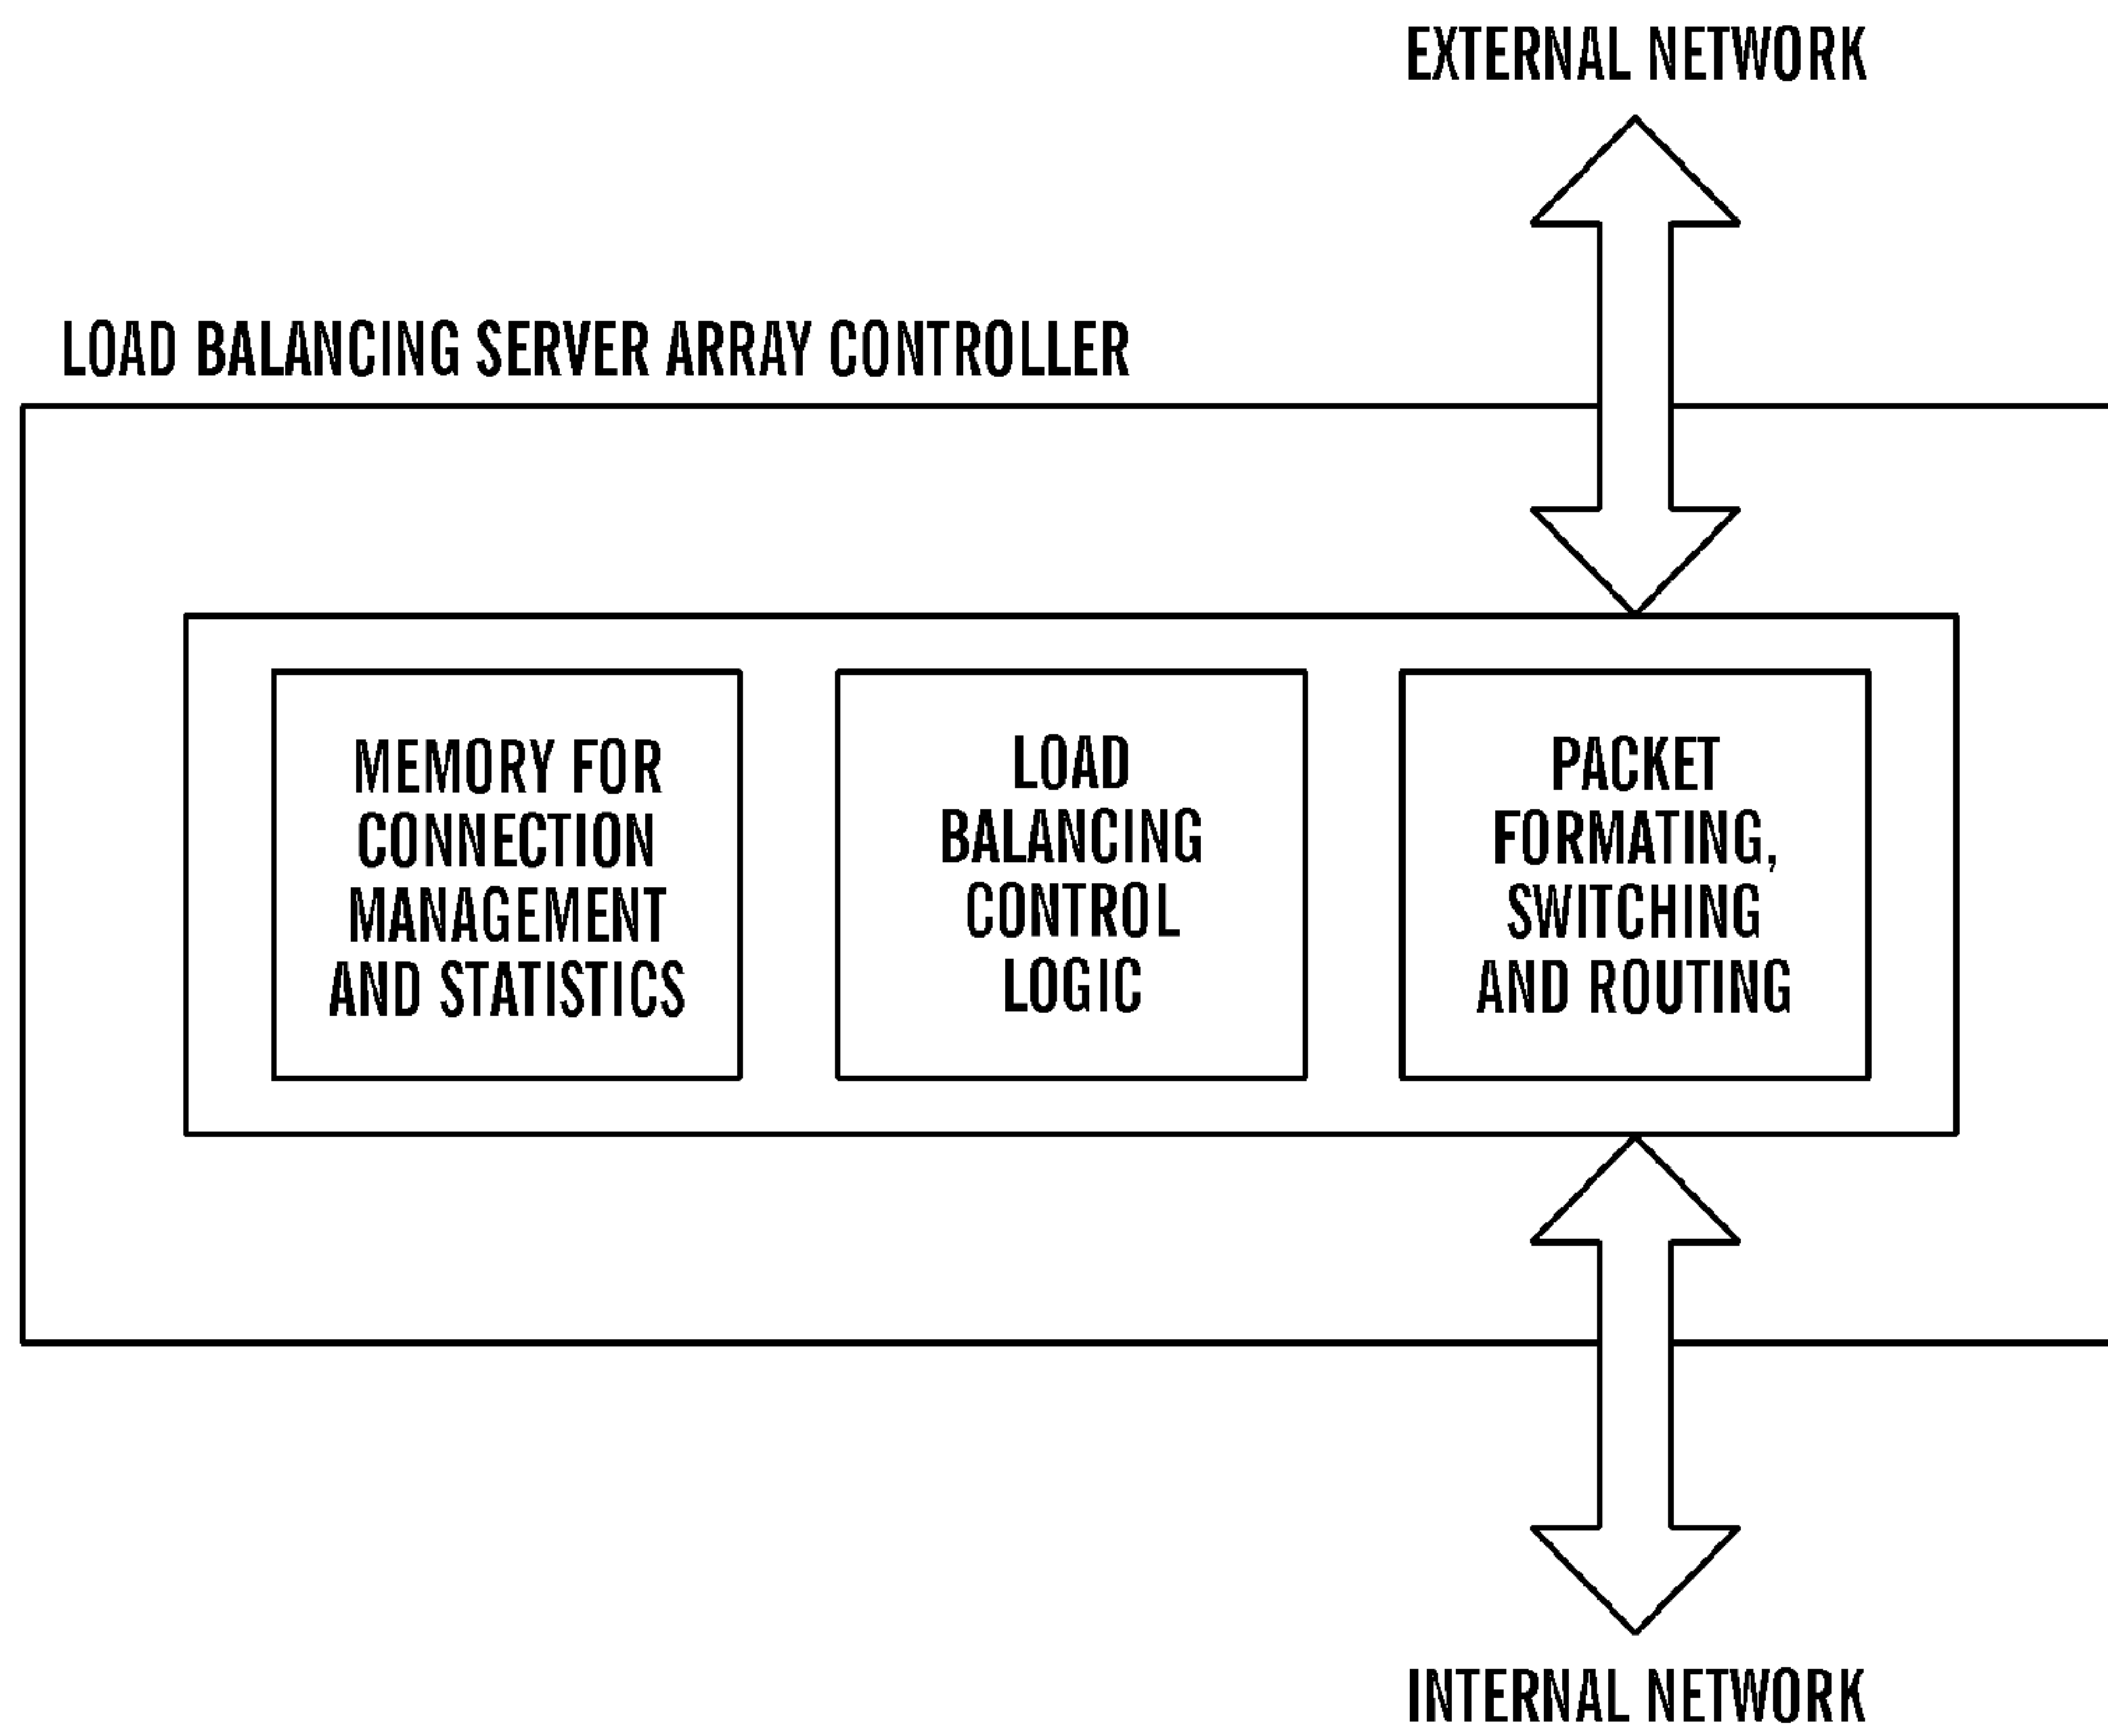 EXTERNAL NETWORK
LOAD BALANCING SERVER ARRAY CONTROLLER
MEMORY FOR
CONNECTION
MANAGEMENT
AND STATISTICS
LOAD
BALANCING
CONTROL
LOGIC
PACKET
FORMATING,
SWITCHING
AND ROUTING
INTERNAL NETWORK